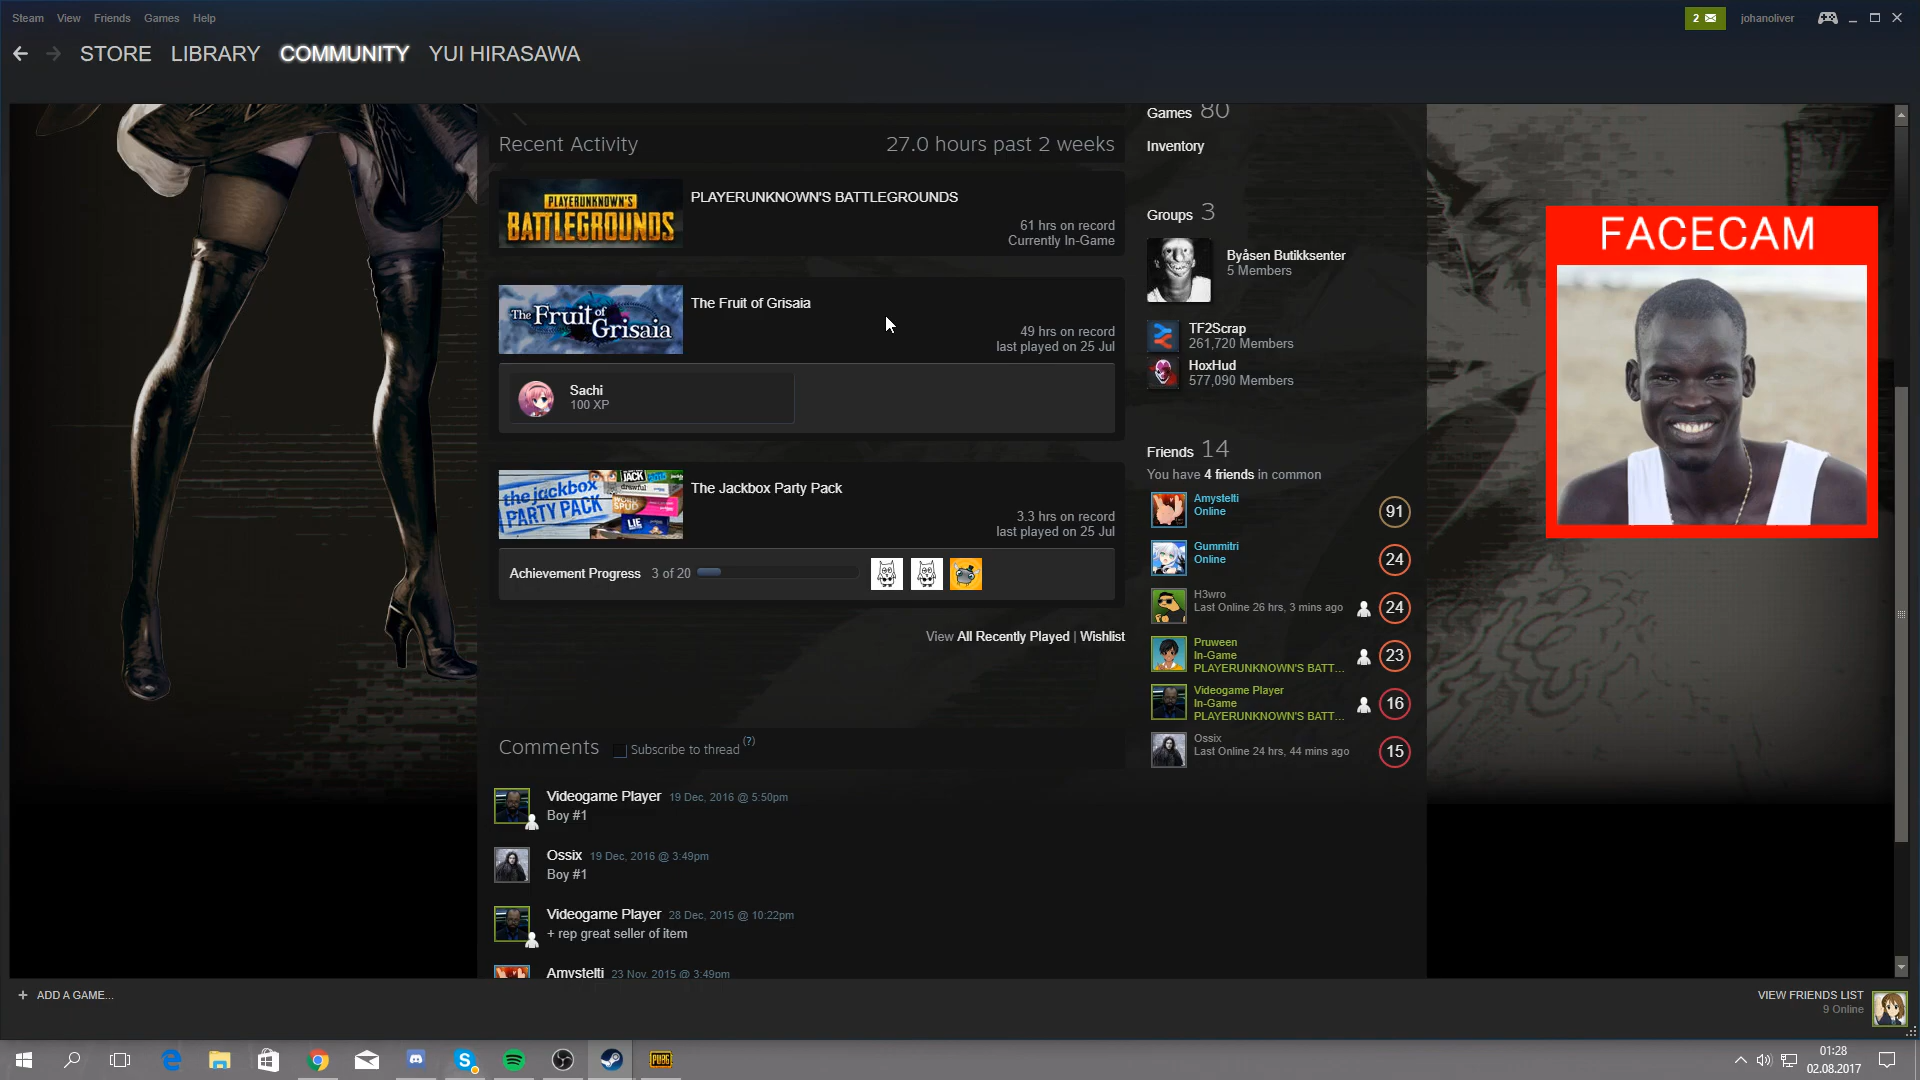 Steam View Friends Games Help
2
johanoliver
STORE LIBRARY COMMUNITY YUI HIRASAWA
Recent Activity
27.0 hours past 2 weeks
PLAYERUNKNOWN'S
BATTLEGROUNDS
PLAYERUNKNOWN'S BATTLEGROUNDS
61 hrs on record
Currently In-Game
The Fruit of Grisaia
The Fruit of Grisaia
49 hrs on record
last played on 25 Jul
Sachi
100 XP
the jackbox
PARTY PACK
JACK
drawful
SPUD
LIE
The Jackbox Party Pack
3.3 hrs on record
last played on 25 Jul
Achievement Progress 3 of 20
View All Recently Played | Wishlist
Comments
Subscribe to thread (?)
Videogame Player 19 Dec, 2016 @ 5:50pm
Boy #1
Ossix 19 Dec, 2016 @ 3:49pm
Boy #1
Videogame Player 28 Dec, 2015 @ 10:22pm
+ rep great seller of item
Amystelti 23 Nov, 2015 @ 3:49pm
Games 80
Inventory
Groups 3
Byåsen Butikksenter
5 Members
TF2Scrap
261,720 Members
HoxHud
577,090 Members
Friends 14
You have 4 friends in common
Amystelti
Online
91
Gummitri
Online
24
H3wro
Last Online 26 hrs, 3 mins ago
24
Pruween
In-Game
PLAYERUNKNOWN'S BATT...
23
Videogame Player
In-Game
PLAYERUNKNOWN'S BATT...
16
Ossix
Last Online 24 hrs, 44 mins ago
15
FACECAM
+ ADD A GAME...
VIEW FRIENDS LIST
9 Online
PUBG
01:28
02.08.2017